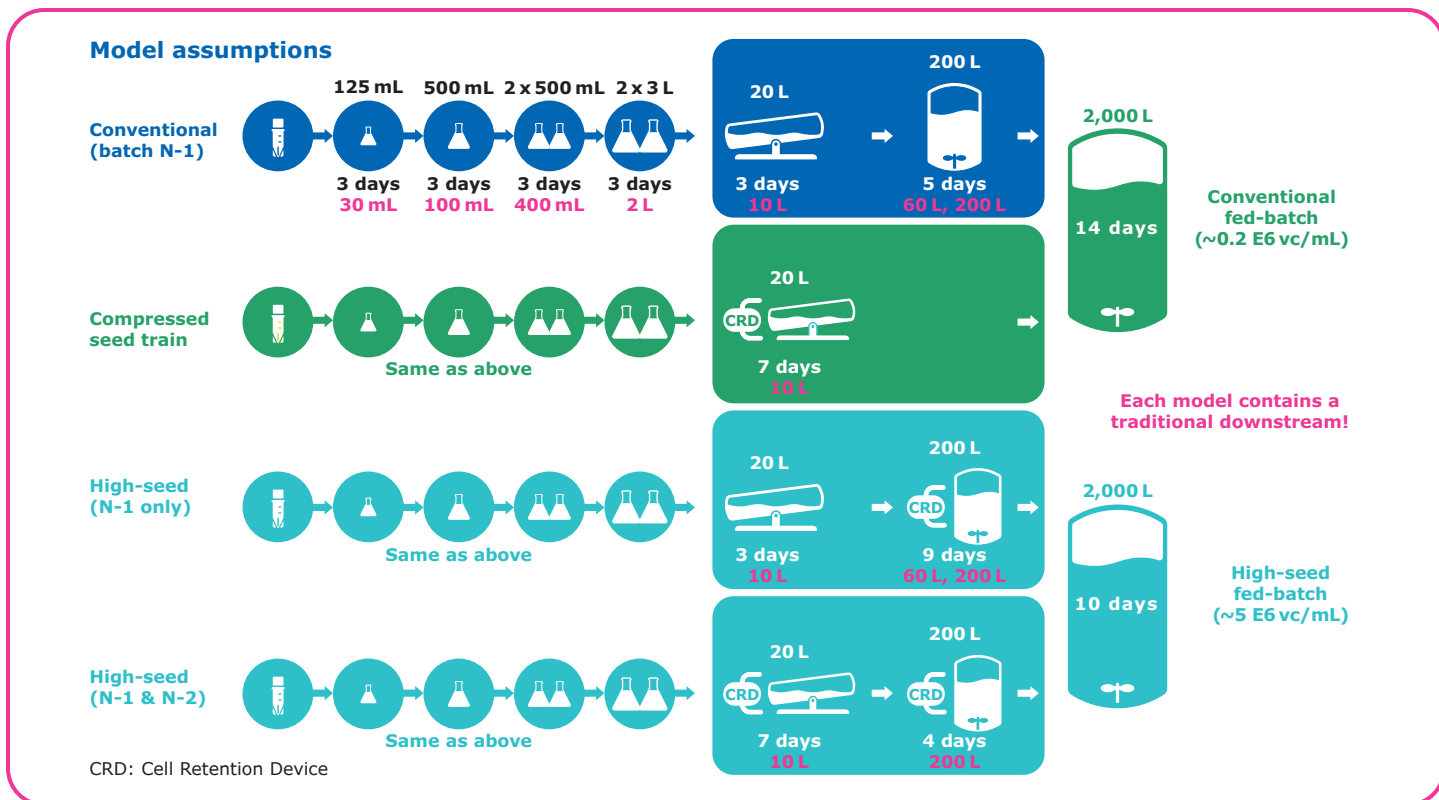 Model assumptions
Conventional
(batch N-1)
125 mL
500 mL
2 x 500 mL
2 x 3 L
3 days
30 mL
3 days
100 mL
3 days
400 mL
3 days
2 L
20 L
3 days
10 L
200 L
5 days
60 L, 200 L
2,000 L
14 days
Conventional
fed-batch
(~0.2 E6 vc/mL)
Compressed
seed train
Same as above
20 L
CRD
7 days
10 L
Each model contains a
traditional downstream!
High-seed
(N-1 only)
Same as above
20 L
3 days
10 L
200 L
CRD
9 days
60 L, 200 L
2,000 L
10 days
High-seed
fed-batch
(~5 E6 vc/mL)
High-seed
(N-1 & N-2)
Same as above
20 L
CRD
7 days
10 L
200 L
CRD
4 days
200 L
CRD: Cell Retention Device